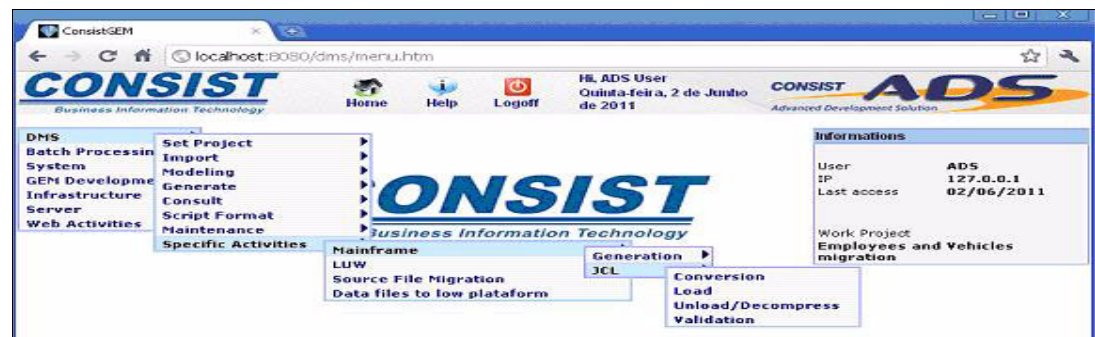 ConsistGEM
localhost:8080/dms/menu.htm
CONSIST
Business Information Technology
Home
Help
Logoff
Hi, ADS User
Quinta-feira, 2 de Junho
de 2011
CONSIST ADS
Advanced Development Solution
DMS
Batch Processin
System
GEM Developme
Infrastructure
Server
Web Activities
Set Project
Import
Modeling
Generate
Consult
Script Format
Maintenance
Specific Activities
Mainframe
LUW
Source File Migration
Data files to low plataform
Generation
JCL
Conversion
Load
Unload/Decompress
Validation
ONSIST
Business Information Technology
Informations
User ADS
IP 127.0.0.1
Last access 02/06/2011
Work Project
Employees and Vehicles
migration